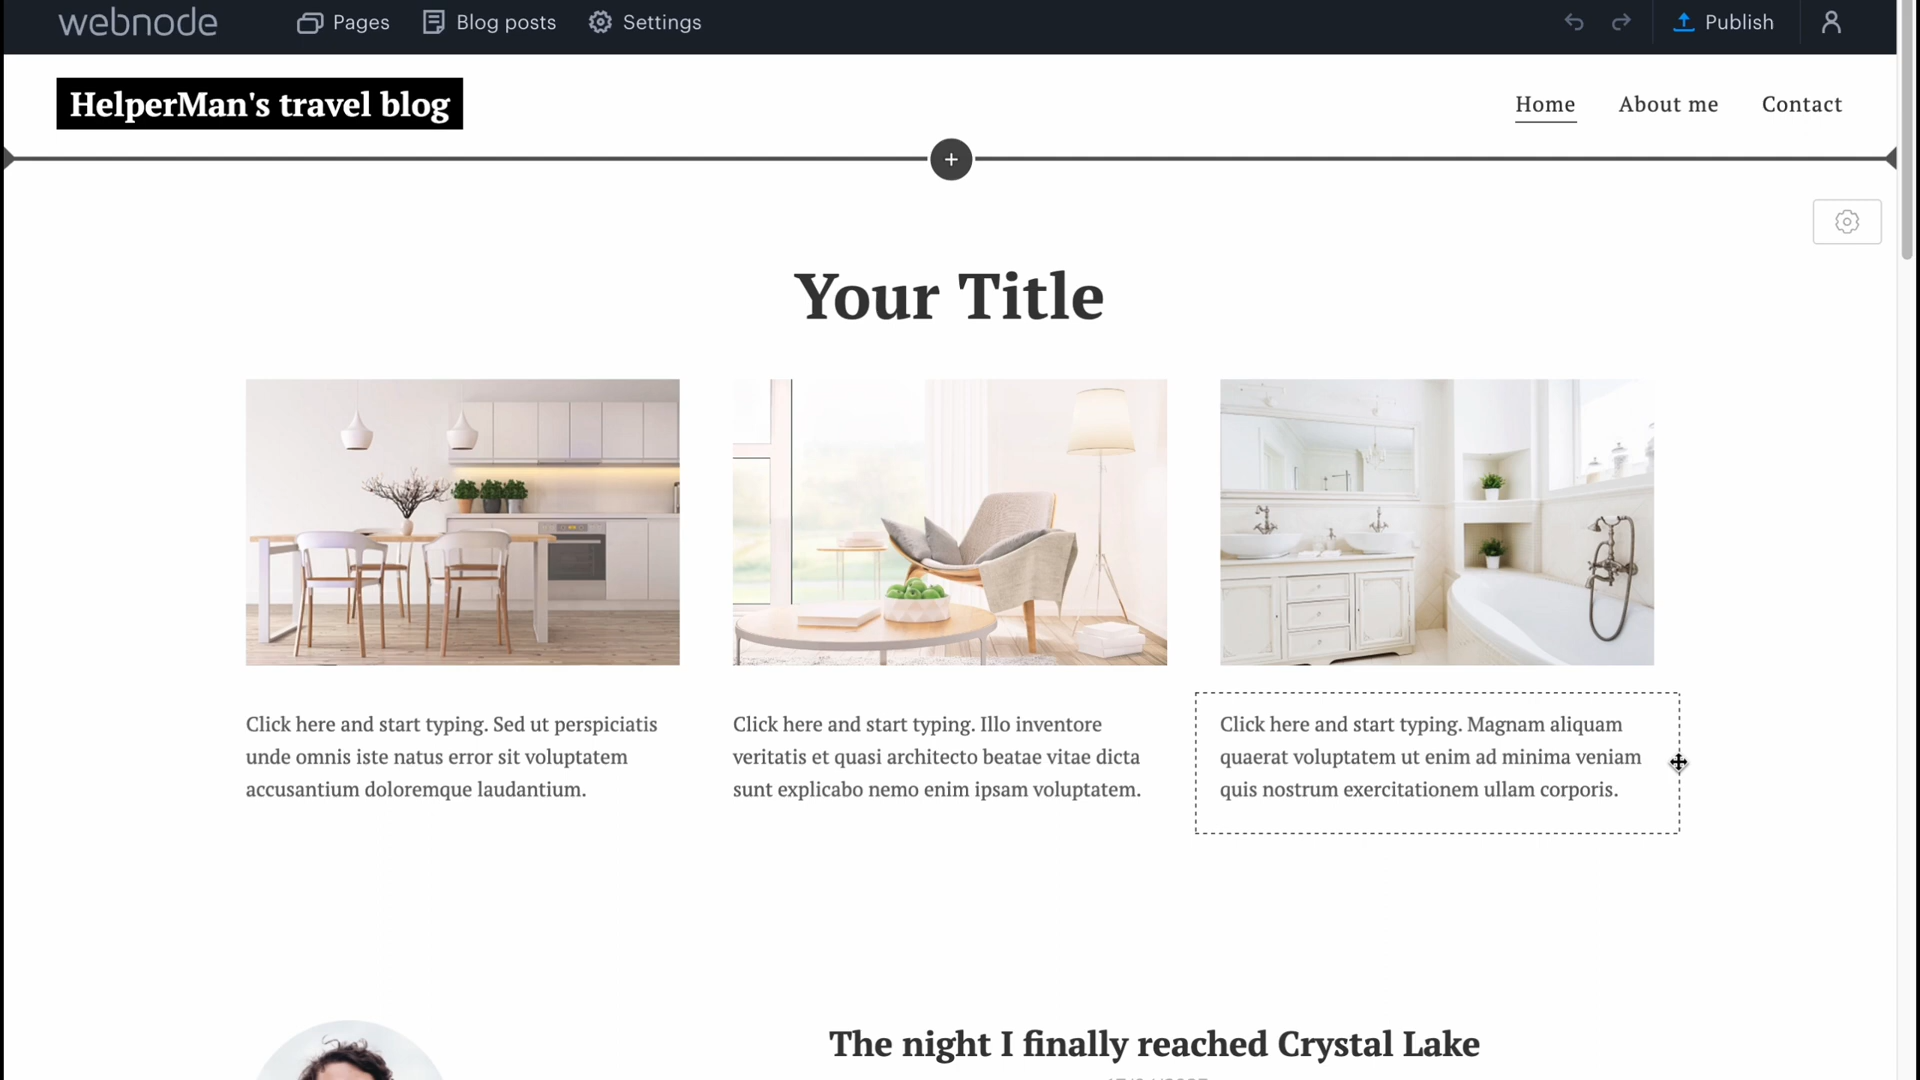 webnode
Pages
Blog posts
Settings
Publish
HelperMan's travel blog
Home
About me
Contact
Your Title
Click here and start typing. Sed ut perspiciatis
unde omnis iste natus error sit voluptatem
accusantium doloremque laudantium.
Click here and start typing. Illo inventore
veritatis et quasi architecto beatae vitae dicta
sunt explicabo nemo enim ipsam voluptatem.
Click here and start typing. Magnam aliquam
quaerat voluptatem ut enim ad minima veniam
quis nostrum exercitationem ullam corporis.
The night I finally reached Crystal Lake